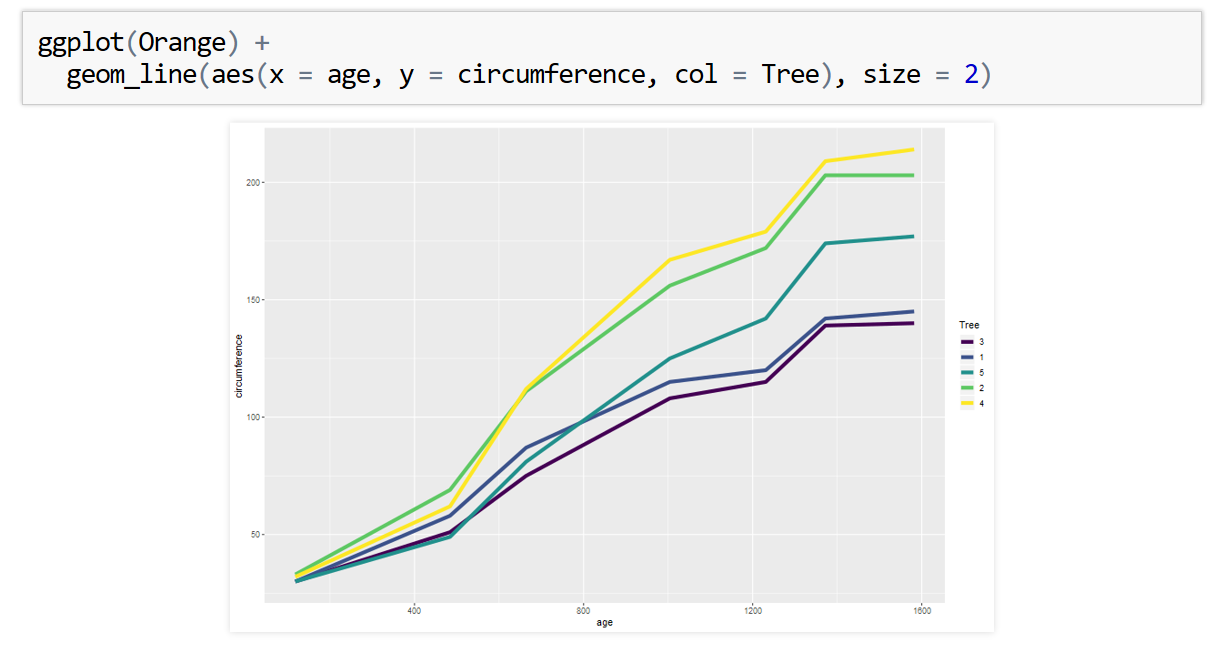 ggplot(Orange) +
  geom_line(aes(x = age, y = circumference, col = Tree), size = 2)
200
150
100
50
circumference
400 800 1200 1600
age
Tree
3
1
5
2
4